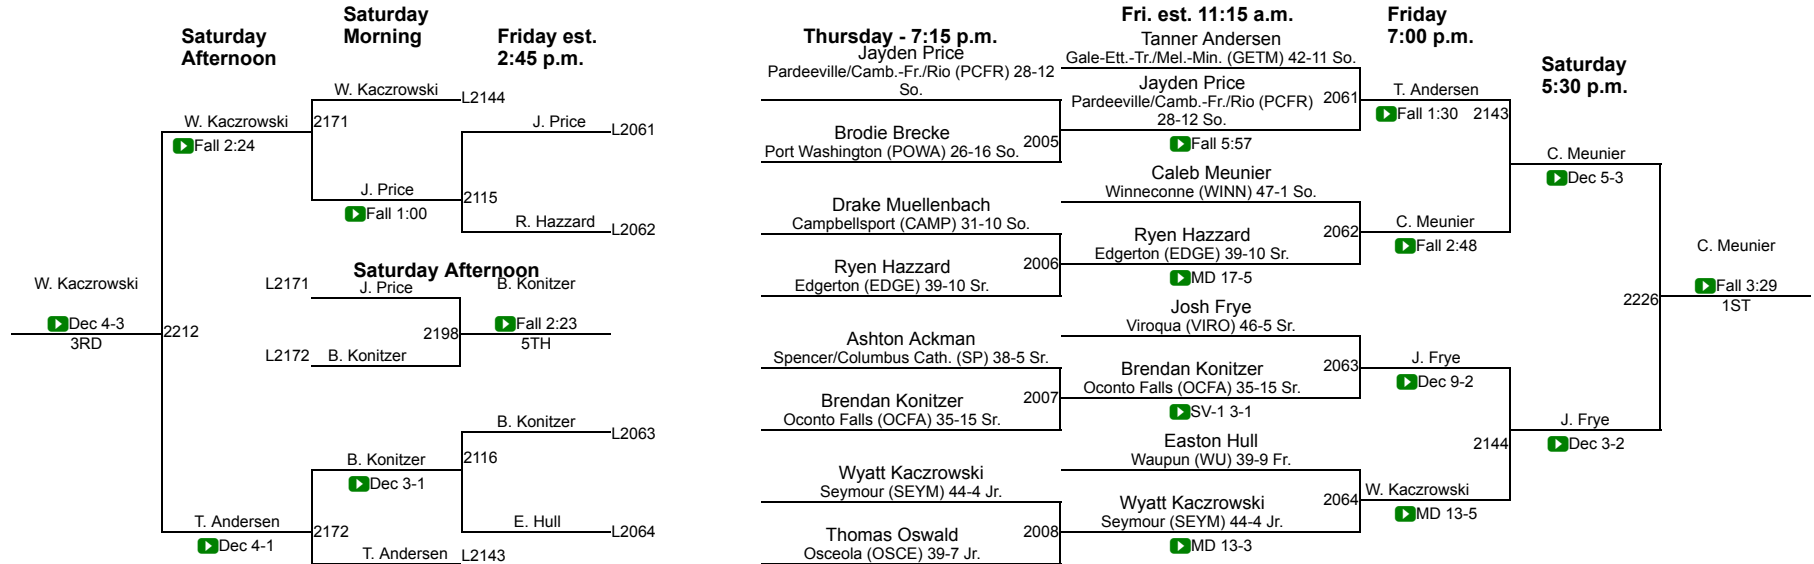 Saturday
Afternoon
Saturday
Morning
Friday est.
2:45 p.m.
W. Kaczrowski
L2144
W. Kaczrowski
2171
Fall 2:24
J. Price
L2061
J. Price
2115
Fall 1:00
R. Hazzard
L2062
Saturday Afternoon
W. Kaczrowski
L2171
J. Price
B. Konitzer
Dec 4-3
2212
2198
Fall 2:23
3RD
5TH
L2172
B. Konitzer
B. Konitzer
L2063
B. Konitzer
2116
Dec 3-1
T. Andersen
2172
E. Hull
L2064
Dec 4-1
T. Andersen
L2143
Thursday - 7:15 p.m.
Jayden Price
Pardeeville/Camb.-Fr./Rio (PCFR) 28-12
So.
Brodie Brecke
2005
Port Washington (POWA) 26-16 So.
Drake Muellenbach
Campbellsport (CAMP) 31-10 So.
Ryen Hazzard
2006
Edgerton (EDGE) 39-10 Sr.
Ashton Ackman
Spencer/Columbus Cath. (SP) 38-5 Sr.
Brendan Konitzer
2007
Oconto Falls (OCFA) 35-15 Sr.
Wyatt Kaczrowski
Seymour (SEYM) 44-4 Jr.
Thomas Oswald
2008
Osceola (OSCE) 39-7 Jr.
Fri. est. 11:15 a.m.
Tanner Andersen
Gale-Ett.-Tr./Mel.-Min. (GETM) 42-11 So.
Jayden Price
Pardeeville/Camb.-Fr./Rio (PCFR)
2061
28-12 So.
Fall 5:57
Caleb Meunier
Winneconne (WINN) 47-1 So.
Ryen Hazzard
2062
Edgerton (EDGE) 39-10 Sr.
MD 17-5
Josh Frye
Viroqua (VIRO) 46-5 Sr.
Brendan Konitzer
2063
Oconto Falls (OCFA) 35-15 Sr.
SV-1 3-1
Easton Hull
Waupun (WU) 39-9 Fr.
Wyatt Kaczrowski
2064
Seymour (SEYM) 44-4 Jr.
MD 13-3
Friday
7:00 p.m.
T. Andersen
Fall 1:30
2143
C. Meunier
Fall 2:48
J. Frye
Dec 9-2
2144
W. Kaczrowski
MD 13-5
Saturday
5:30 p.m.
C. Meunier
Dec 5-3
2226
J. Frye
Dec 3-2
C. Meunier
Fall 3:29
1ST